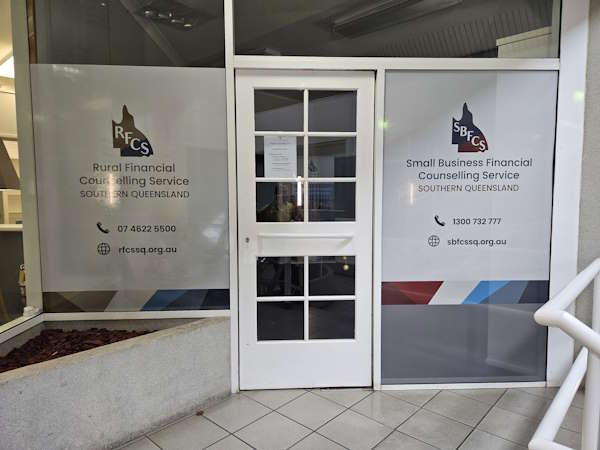 RFCS
Rural Financial
Counselling Service
SOUTHERN QUEENSLAND
07 4622 5500
rfcssq.org.au
SBFCS
Small Business Financial
Counselling Service
SOUTHERN QUEENSLAND
1300 732 777
sbfcssq.org.au